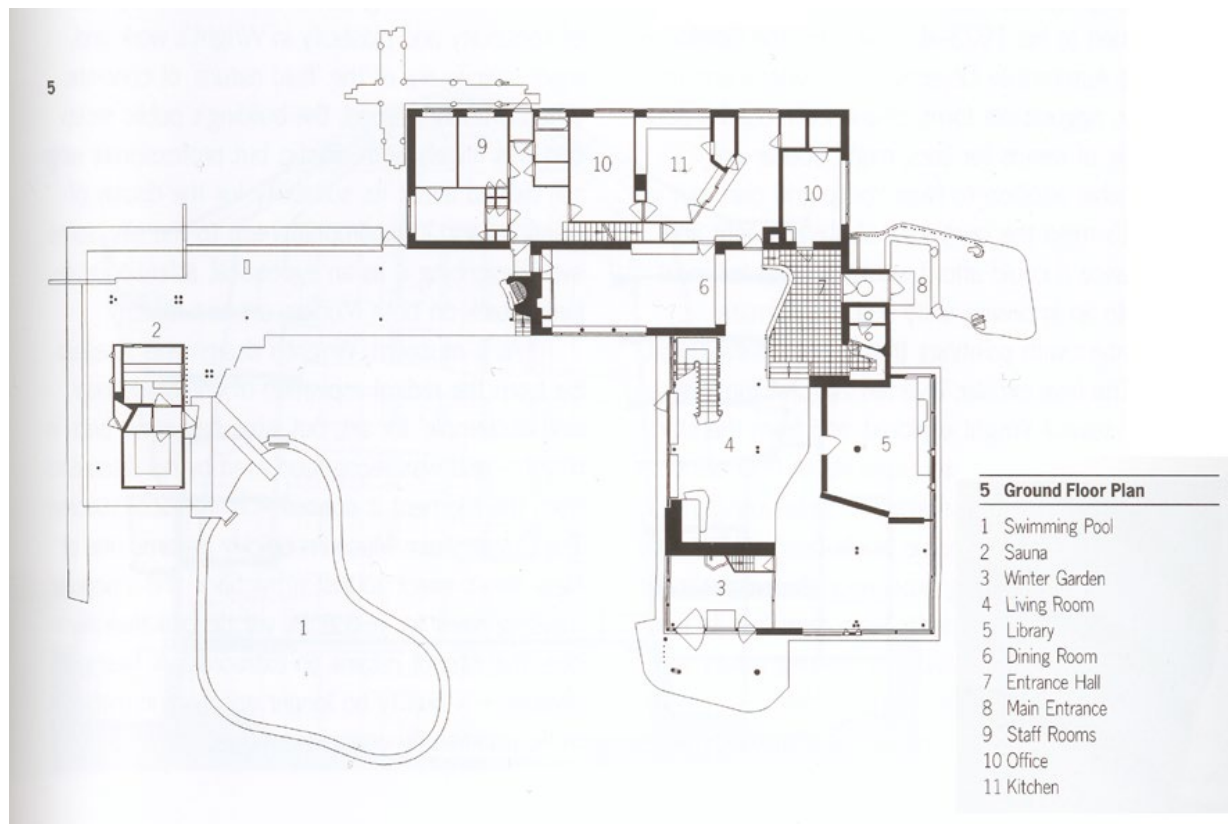 5
9
10
11
10
6
7
8
2
4
5
3
1
5 Ground Floor Plan
1 Swimming Pool
2 Sauna
3 Winter Garden
4 Living Room
5 Library
6 Dining Room
7 Entrance Hall
8 Main Entrance
9 Staff Rooms
10 Office
11 Kitchen